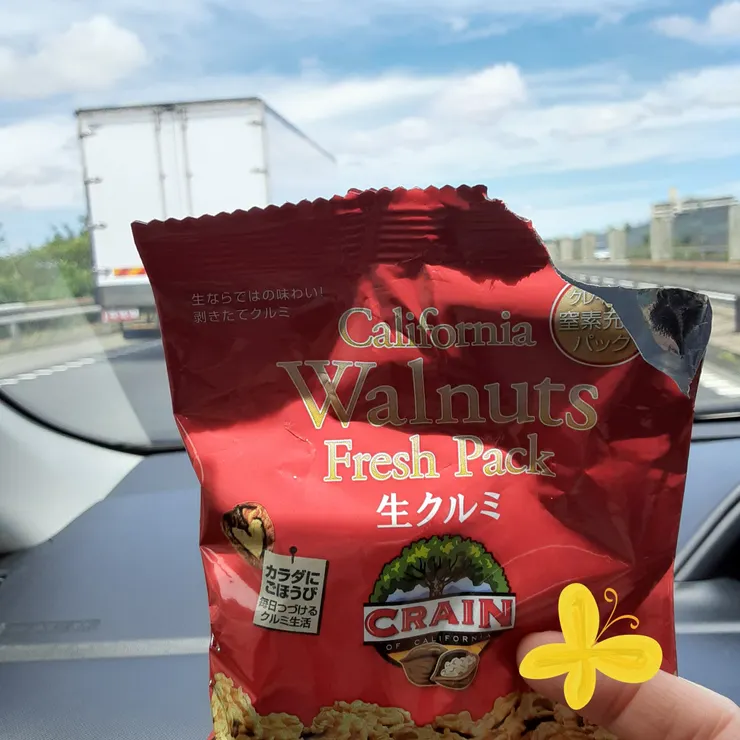 生ならではの味わい!
剥きたてクルミ
California
Walnuts
Fresh Pack
生クルミ
窒素充
パック
カラダに
ごほうび
毎日つづける
クルミ生活
CRAIN
OF CALIFORNIA